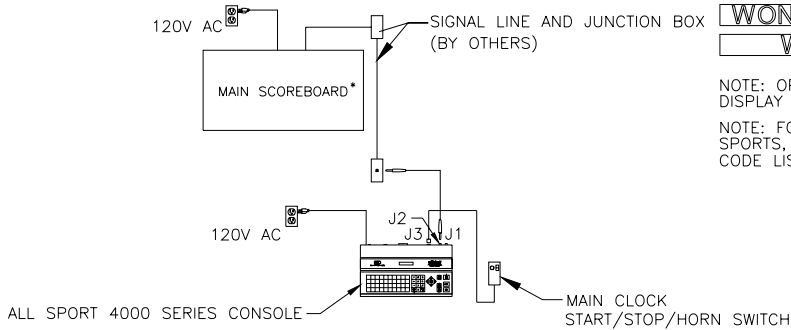 120V AC
SIGNAL LINE AND JUNCTION BOX
(BY OTHERS)
MAIN SCOREBOARD*
120V AC
J2
J3 J1
ALL SPORT 4000 SERIES CONSOLE
MAIN CLOCK
START/STOP/HORN SWITCH
WON
NOTE:
DISPLAY
NOTE:
SPORTS,
CODE